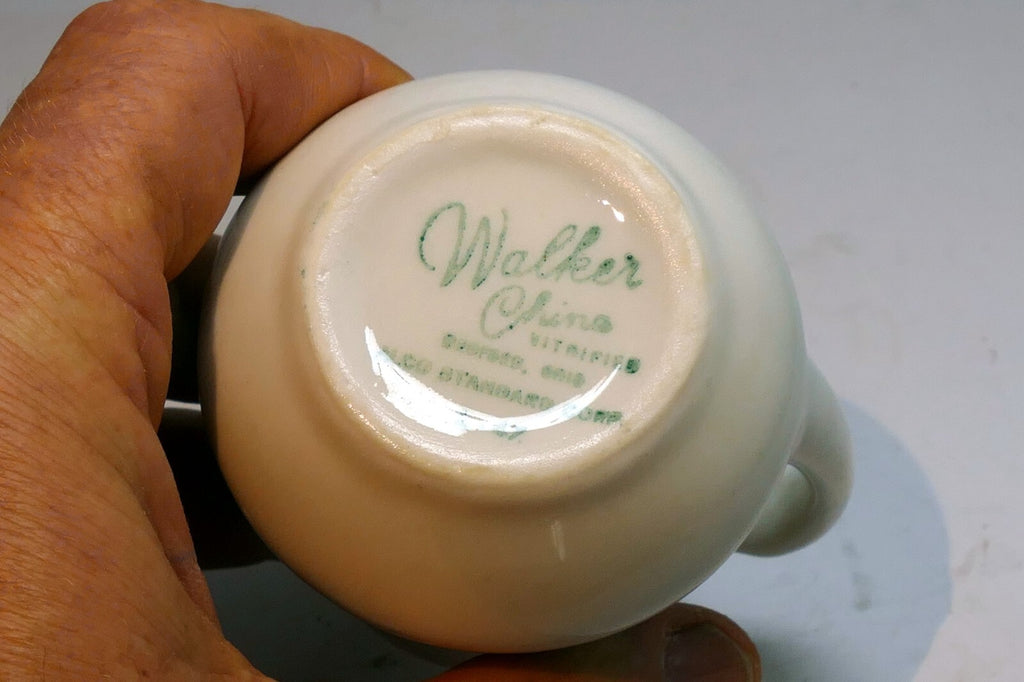 Walker
China
VITRIFIED
BEDFORD, OHIO
STANDARD CORP.